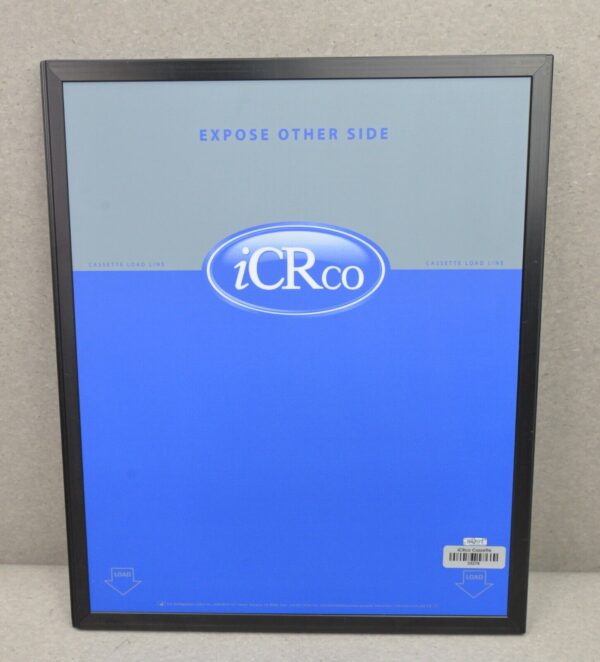 EXPOSE OTHER SIDE
CASSETTE LOAD LINE
iCRco
CASSETTE LOAD LINE
iCRco Cassette
LOAD
LOAD